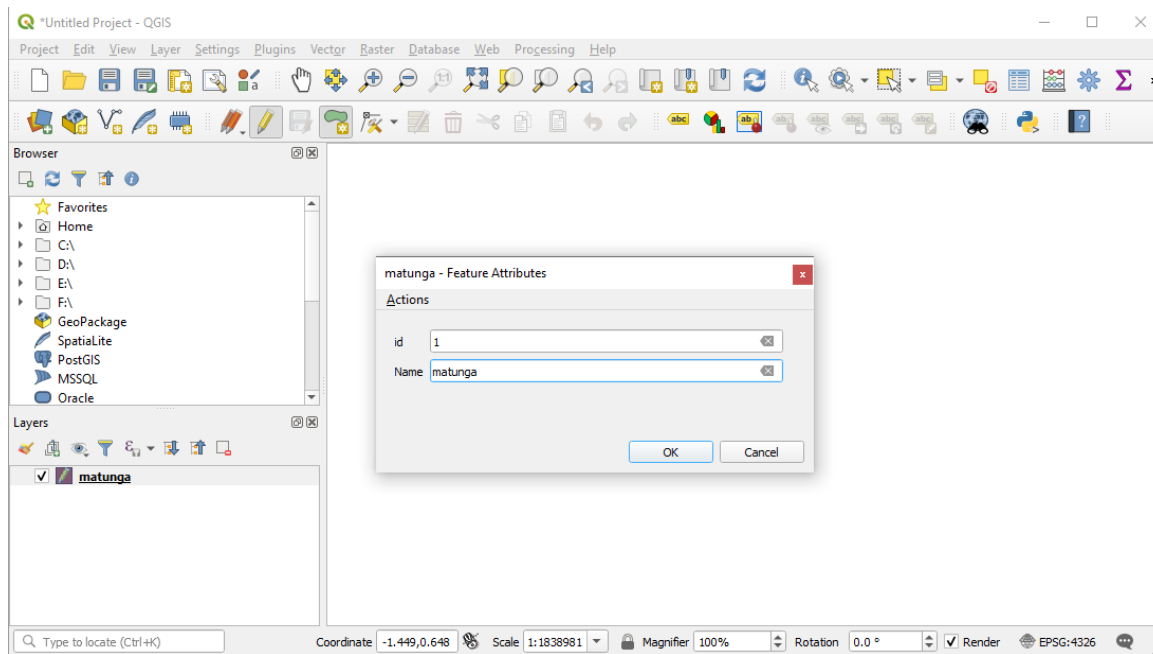 *Untitled Project - QGIS
Project Edit View Layer Settings Plugins Vector Raster Database Web Processing Help
abc
Browser
Favorites
Home
C:\
D:\
E:\
F:\
GeoPackage
SpatiaLite
PostGIS
MSSQL
Oracle
Layers
matunga
matunga - Feature Attributes
Actions
id 1
Name matunga
OK Cancel
Type to locate (Ctrl+K) Coordinate -1.449,0.648 Scale 1:1838981 Magnifier 100% Rotation 0.0 ° Render EPSG:4326